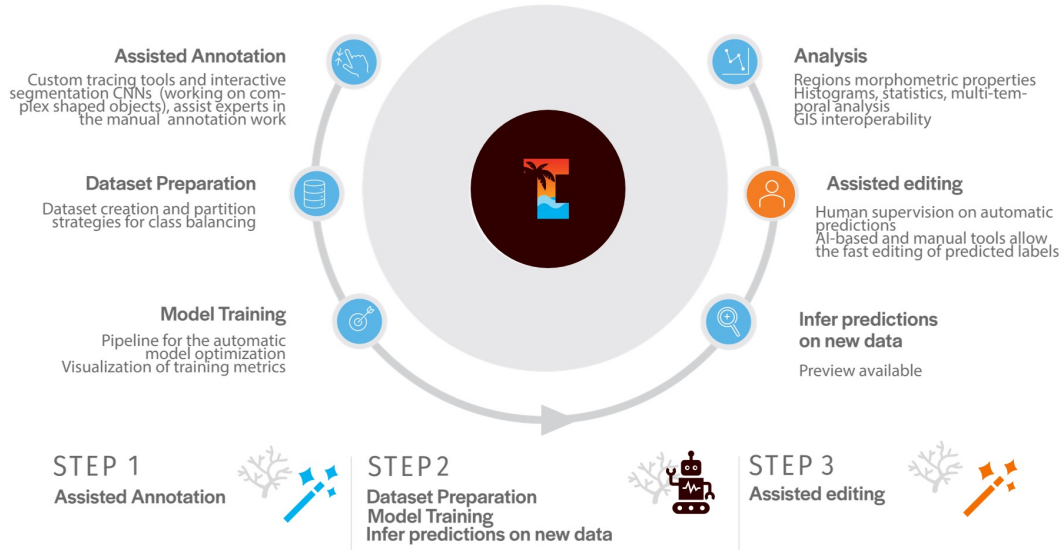 Assisted Annotation
Custom tracing tools and interactive
segmentation CNNs (working on com-
plex shaped objects), assist experts in
the manual annotation work
Dataset Preparation
Dataset creation and partition
strategies for class balancing
Model Training
Pipeline for the automatic
model optimization
Visualization of training metrics
Analysis
Regions morphometric properties
Histograms, statistics, multi-tem-
poral analysis
GIS interoperability
Assisted editing
Human supervision on automatic
predictions
AI-based and manual tools allow
the fast editing of predicted labels
Infer predictions
on new data
Preview available
STEP 1
Assisted Annotation
STEP 2
Dataset Preparation
Model Training
Infer predictions on new data
STEP 3
Assisted editing